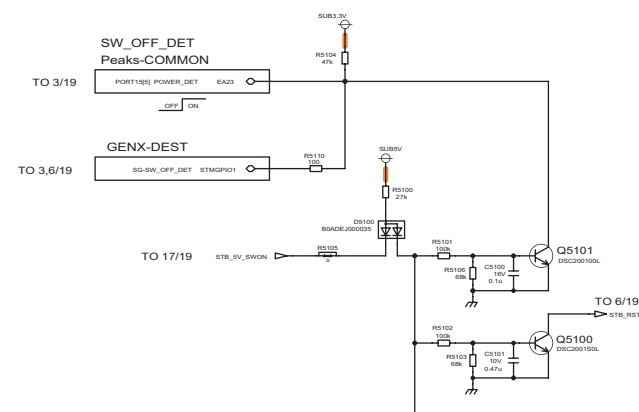 SUB3.3V
SW_OFF_DET
Peaks-COMMON
R5104
47k
TO 3/19
PORT15[5] POWER_DET EA23
OFF ON
GENX-DEST
SUB5V
R5110
100
TO 3,6/19
SG-SW_OFF_DET STMGPIO1
R5100
27k
D5100
B0ADEJ000035
R5101
100k
Q5101
DSC200100L
R5105
S
TO 17/19
STB_5V_SWON
R5106
68k
C5100
16V
0.1u
TO 6/19
STB_RST
R5102
100k
Q5100
DSC2001S0L
R5103
68k
C5101
10V
0.47u